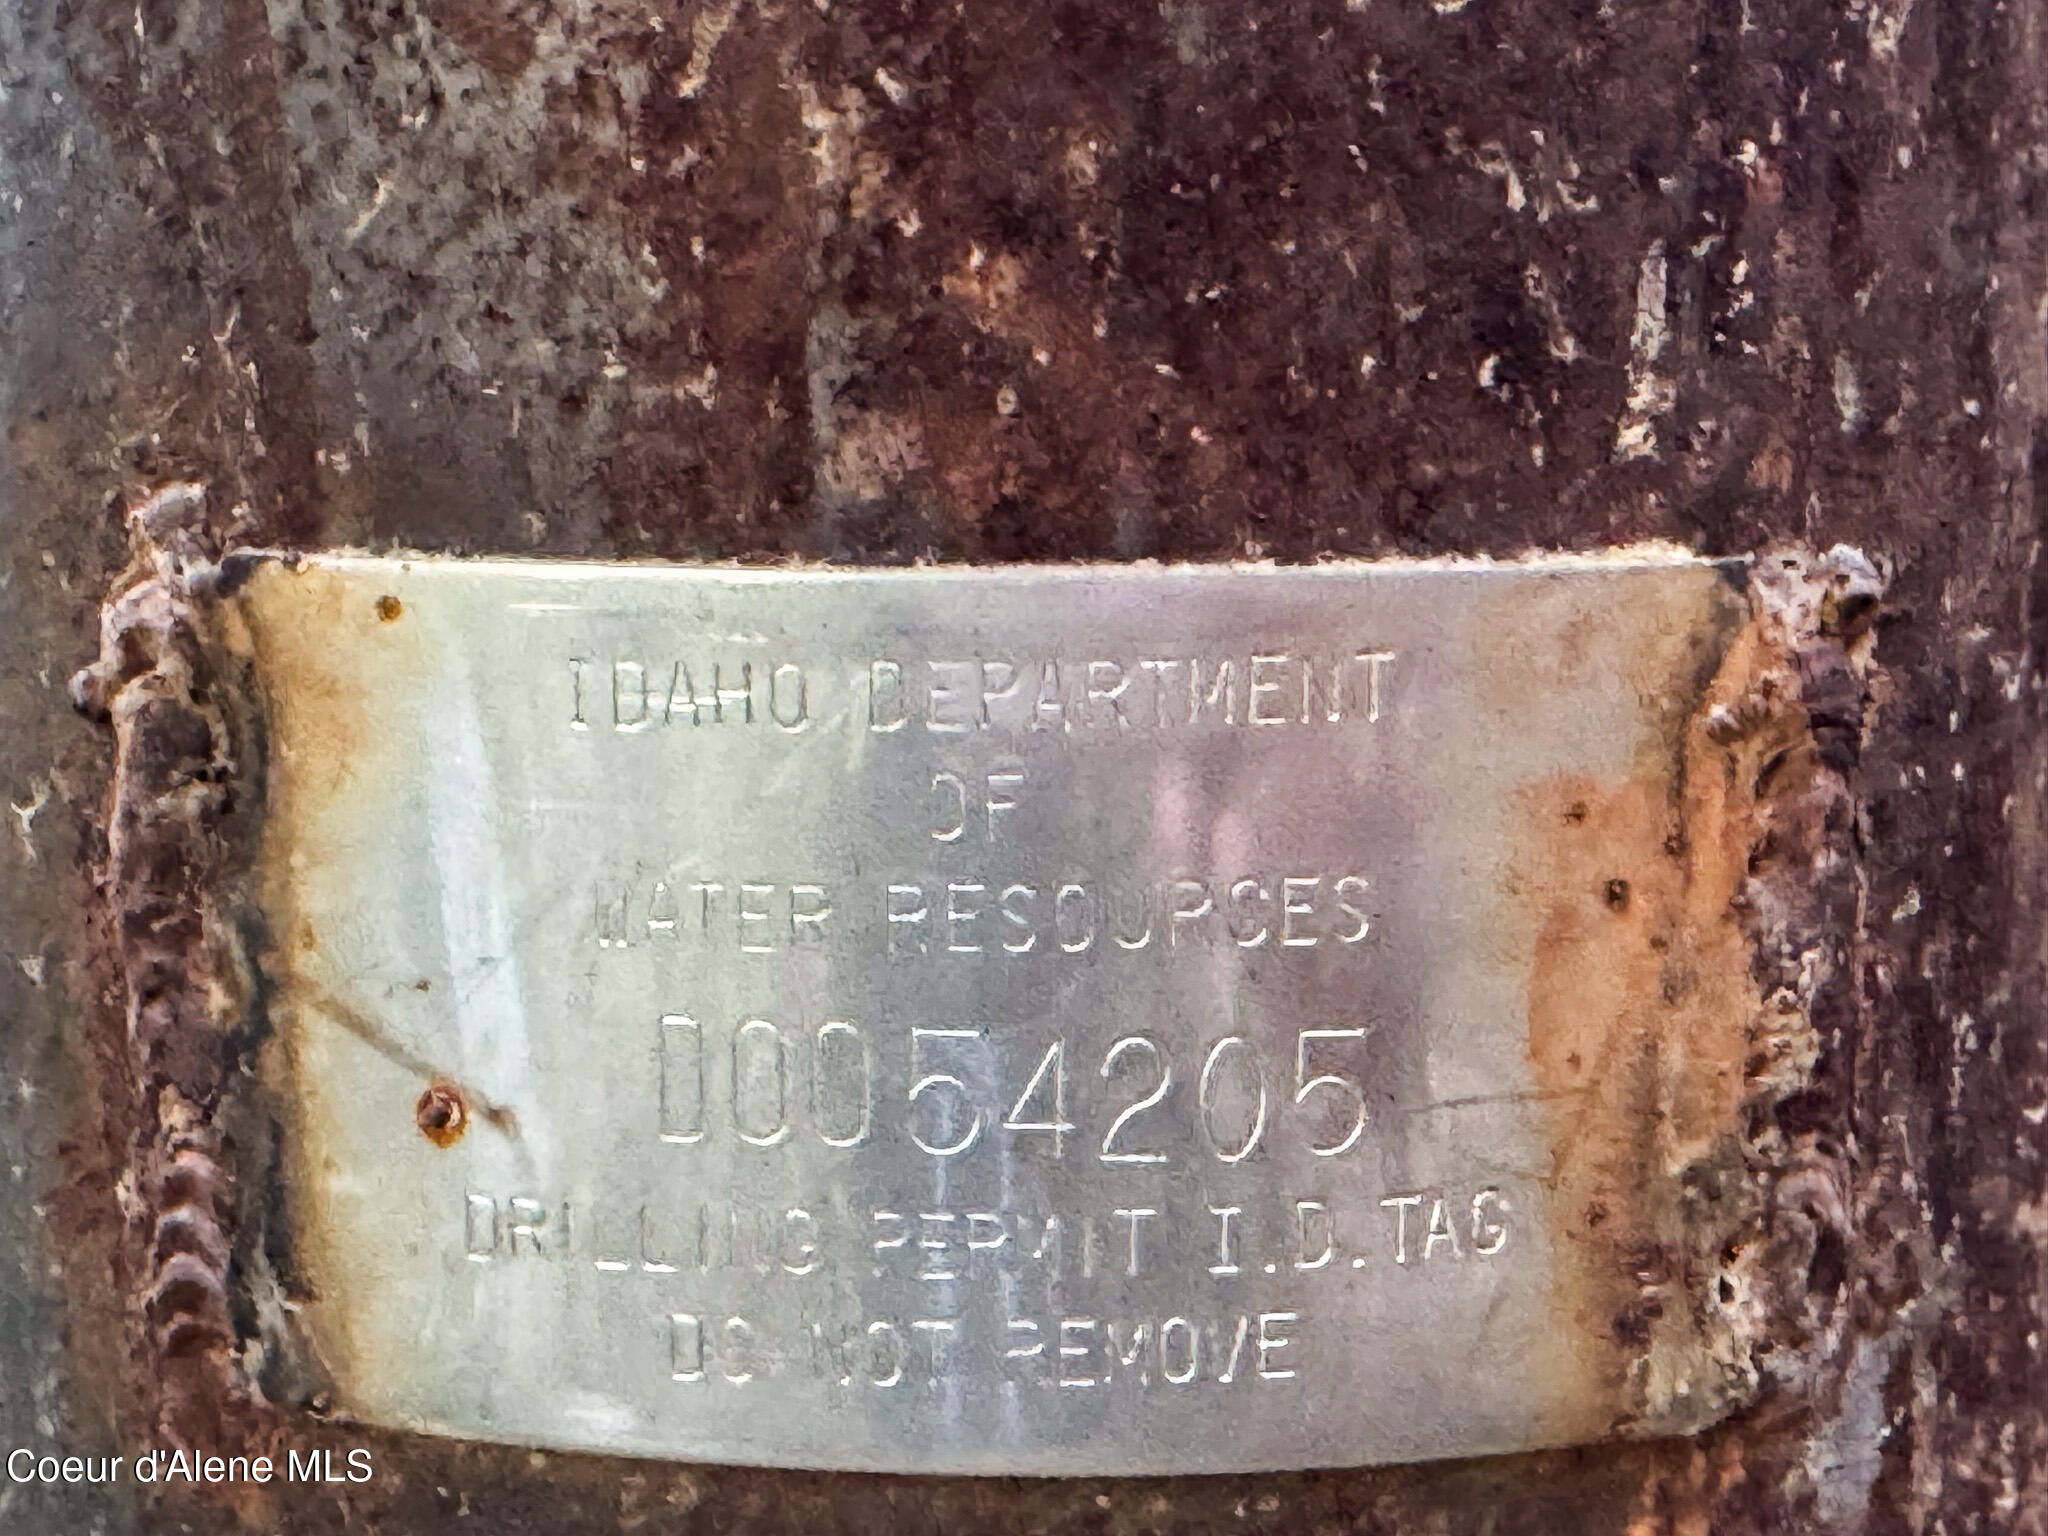 IDAHO DEPARTMENT
OF
WATER RESOURCES
D0054205
DRILLING PERMIT I.D.TAG
DO NOT REMOVE
Coeur d'Alene MLS